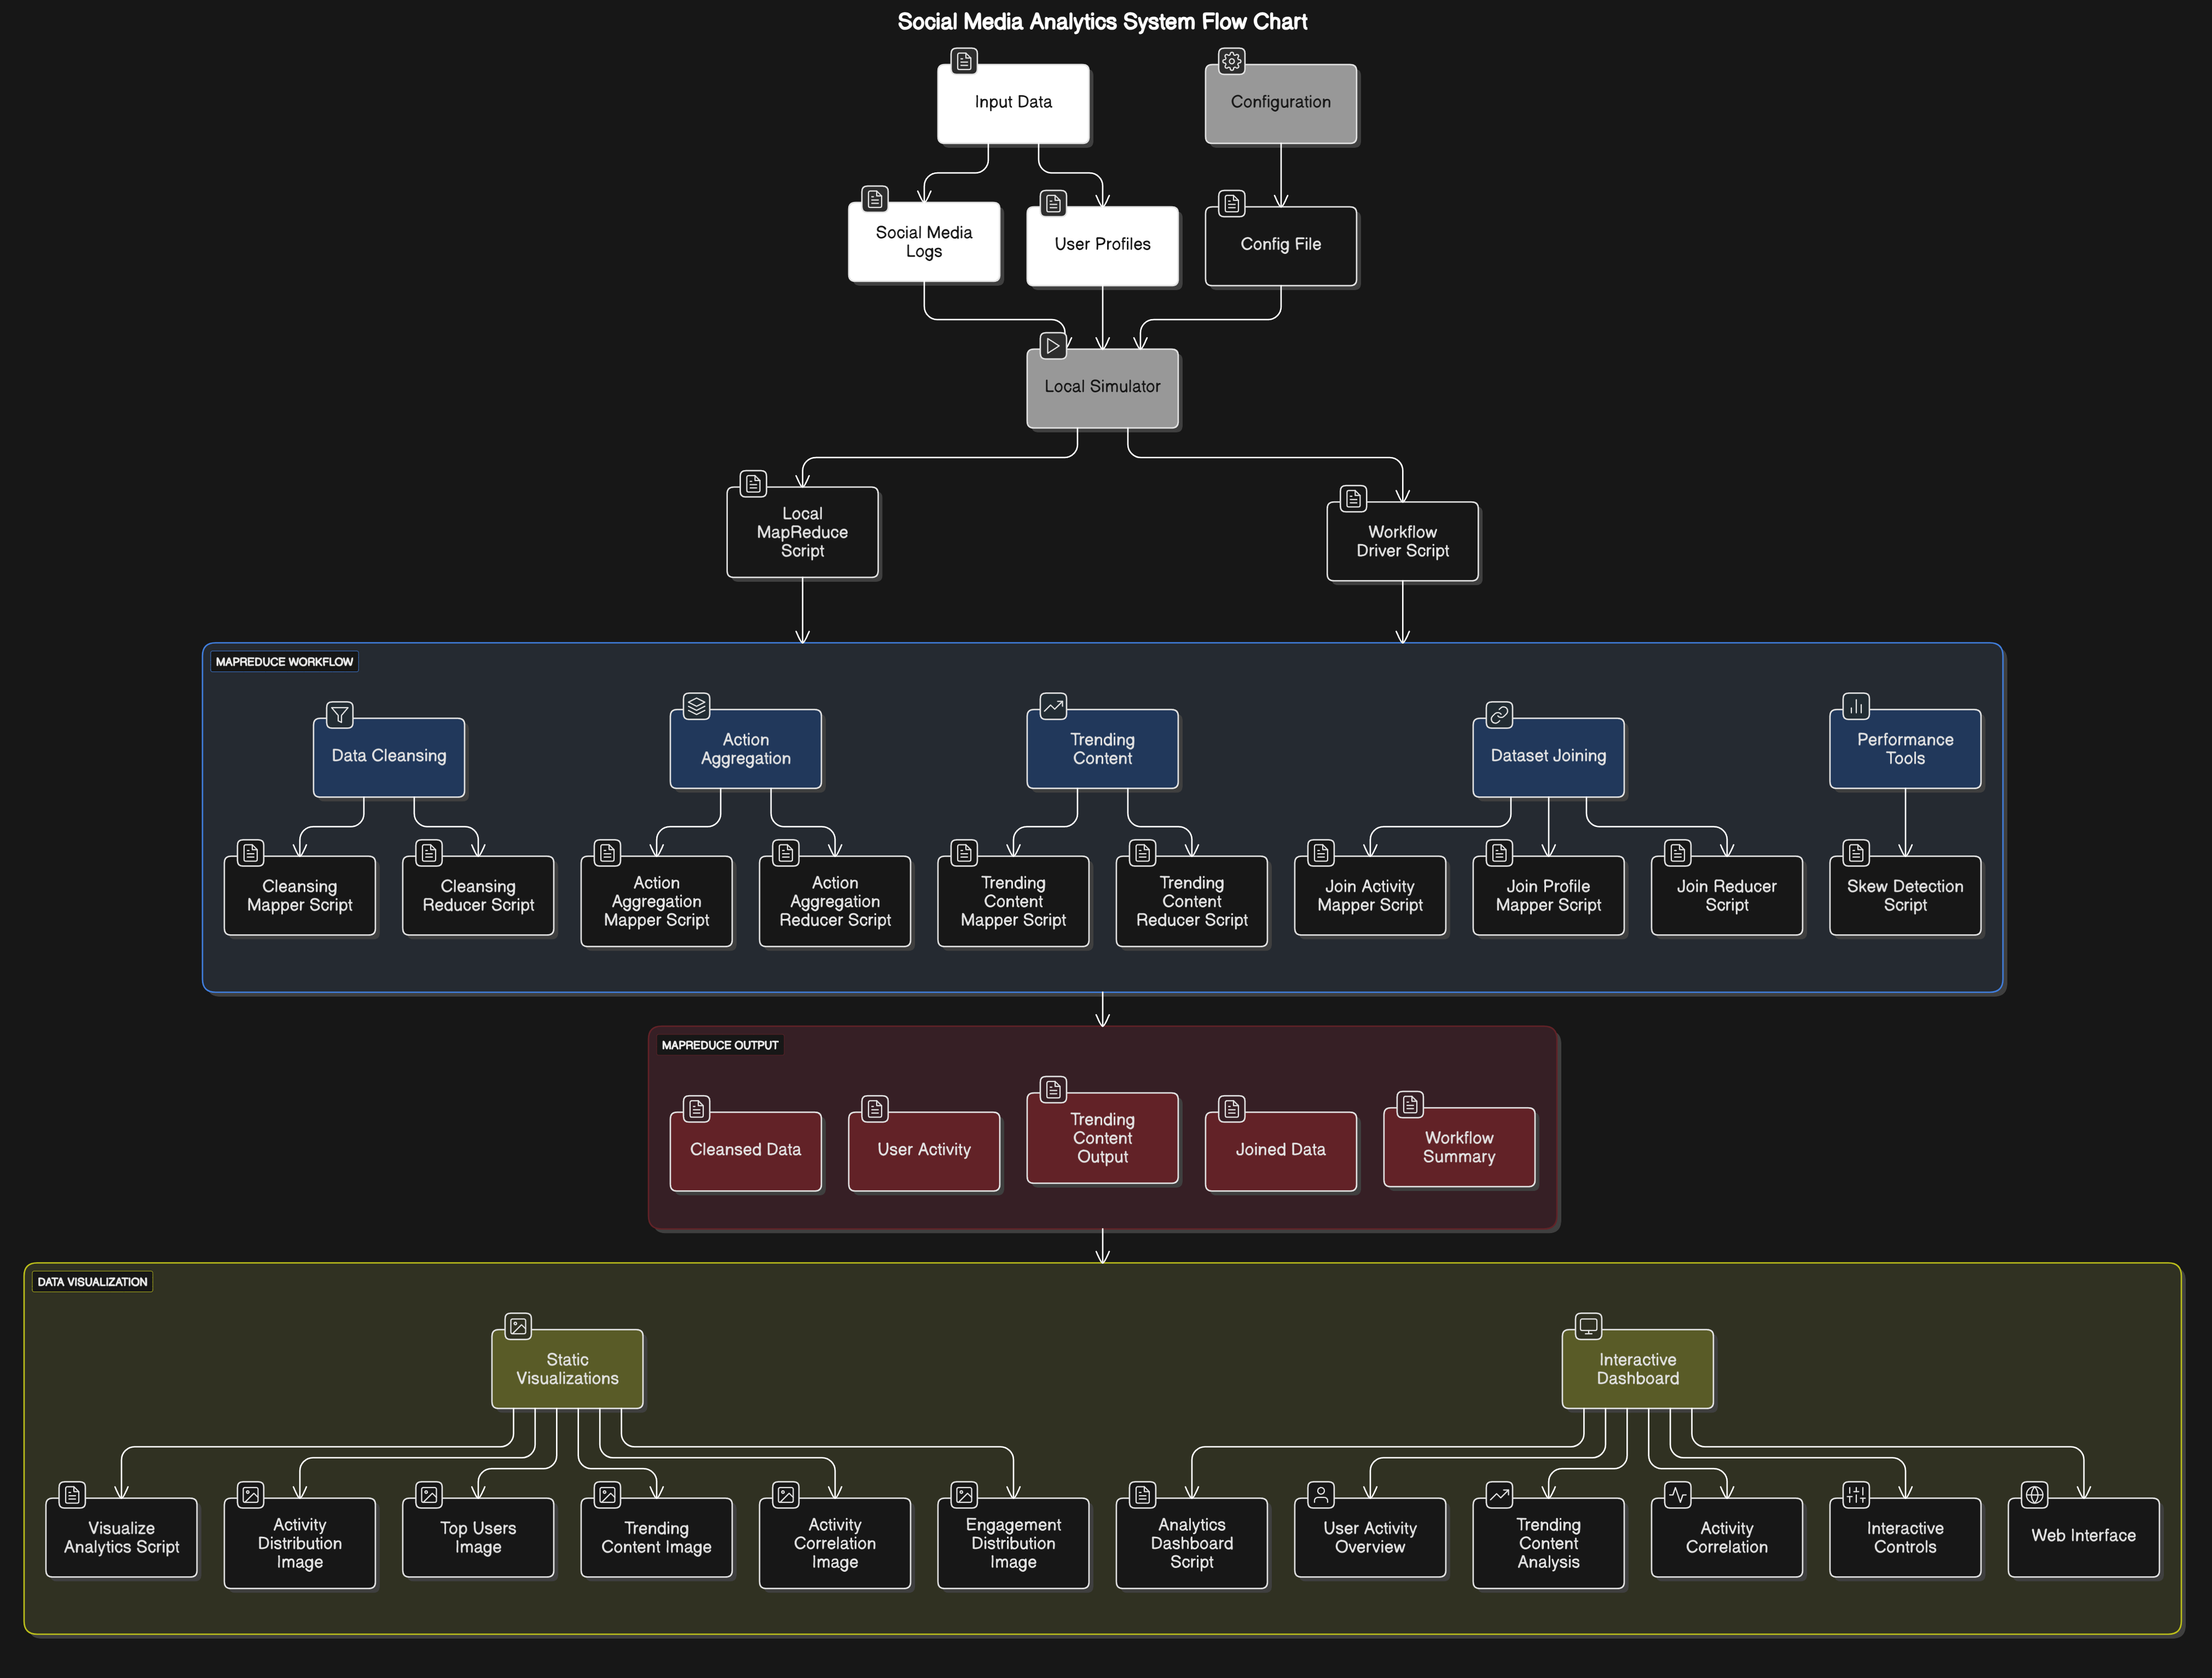 Social Media Analytics System Flow Chart
Input Data
Configuration
Social Media
Logs
User Profiles
Config File
Local Simulator
Local
MapReduce
Script
Workflow
Driver Script
MAPREDUCE WORKFLOW
Data Cleansing
Action
Aggregation
Trending
Content
Dataset Joining
Performance
Tools
Cleansing
Mapper Script
Cleansing
Reducer Script
Action
Aggregation
Mapper Script
Action
Aggregation
Reducer Script
Trending
Content
Mapper Script
Trending
Content
Reducer Script
Join Activity
Mapper Script
Join Profile
Mapper Script
Join Reducer
Script
Skew Detection
Script
MAPREDUCE OUTPUT
Cleansed Data
User Activity
Trending
Content
Output
Joined Data
Workflow
Summary
DATA VISUALIZATION
Static
Visualizations
Interactive
Dashboard
Visualize
Analytics Script
Activity
Distribution
Image
Top Users
Image
Trending
Content Image
Activity
Correlation
Image
Engagement
Distribution
Image
Analytics
Dashboard
Script
User Activity
Overview
Trending
Content
Analysis
Activity
Correlation
Interactive
Controls
Web Interface